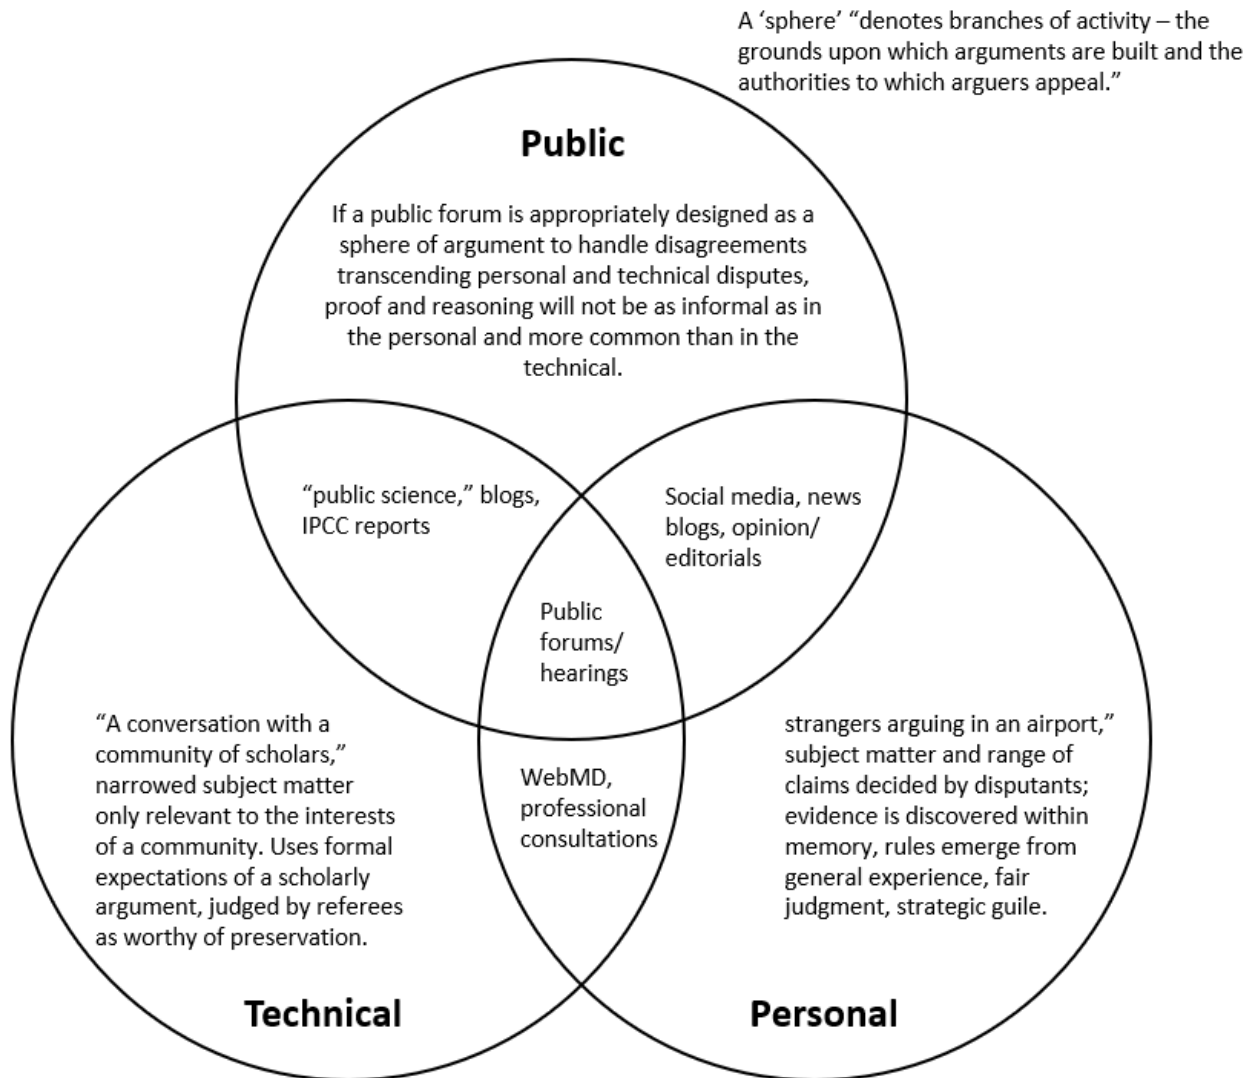 A ‘sphere’ “denotes branches of activity – the
grounds upon which arguments are built and the
authorities to which arguers appeal.”
Public
If a public forum is appropriately designed as a
sphere of argument to handle disagreements
transcending personal and technical disputes,
proof and reasoning will not be as informal as in
the personal and more common than in the
technical.
“public science,” blogs,
IPCC reports
Social media, news
blogs, opinion/
editorials
Public
forums/
hearings
“A conversation with a
community of scholars,”
narrowed subject matter
only relevant to the interests
of a community. Uses formal
expectations of a scholarly
argument, judged by referees
as worthy of preservation.
WebMD,
professional
consultations
strangers arguing in an airport,”
subject matter and range of
claims decided by disputants;
evidence is discovered within
memory, rules emerge from
general experience, fair
judgment, strategic guile.
Technical
Personal